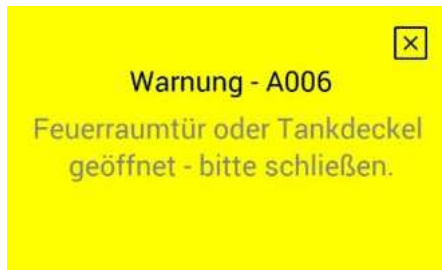 Warnung - A006
Feuerraumtür oder Tankdeckel
geöffnet - bitte schließen.